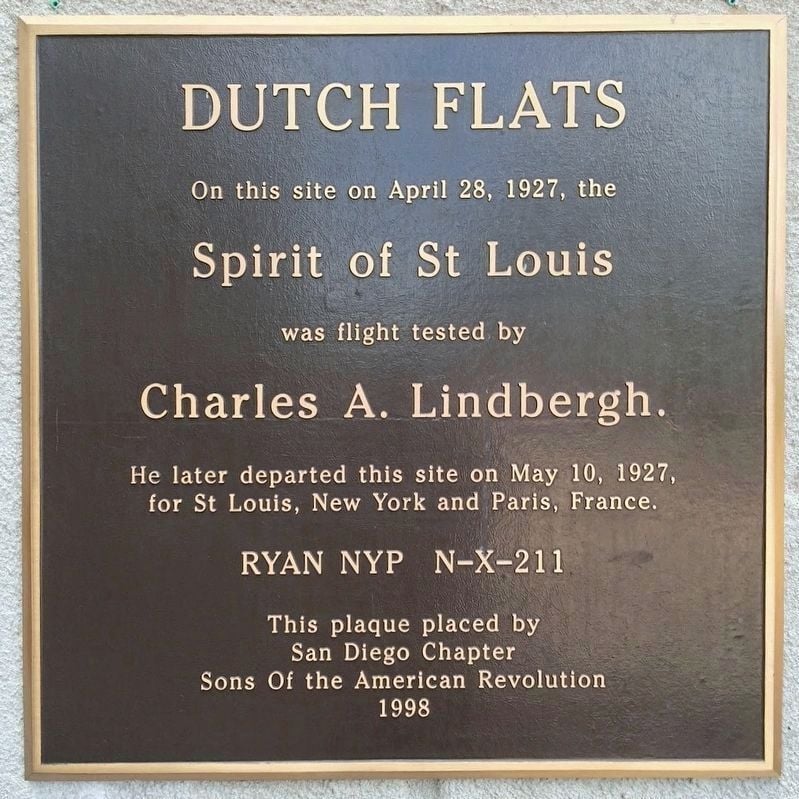 DUTCH FLATS
On this site on April 28, 1927, the
Spirit of St Louis
was flight tested by
Charles A. Lindbergh.
He later departed this site on May 10, 1927,
for St Louis, New York and Paris, France.
RYAN NYP N-X-211
This plaque placed by
San Diego Chapter
Sons Of the American Revolution
1998